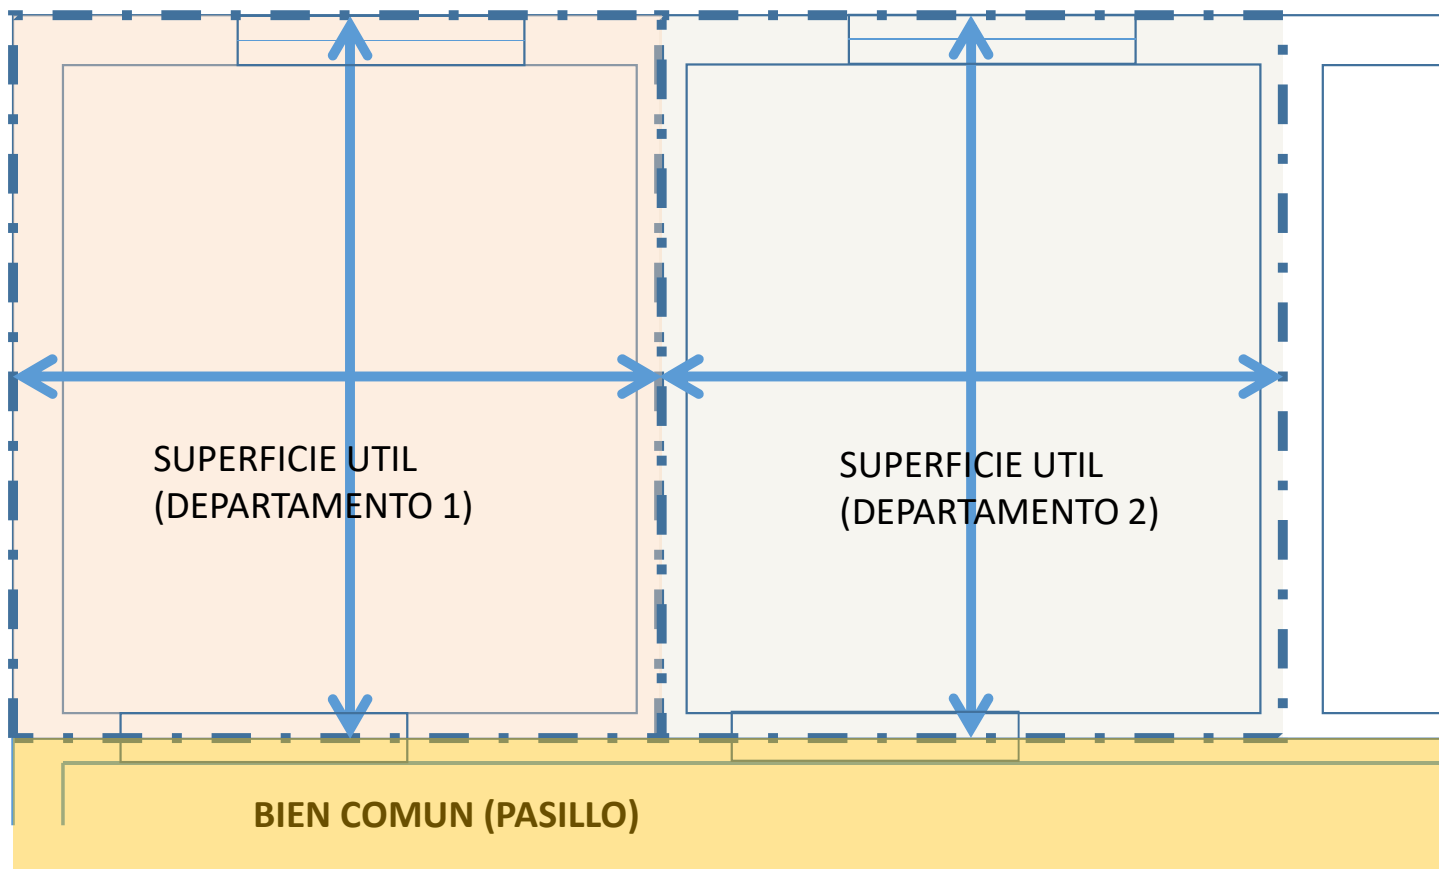 SUPERFICIE UTIL
(DEPARTAMENTO 1)
SUPERFICIE UTIL
(DEPARTAMENTO 2)
BIEN COMUN (PASILLO)